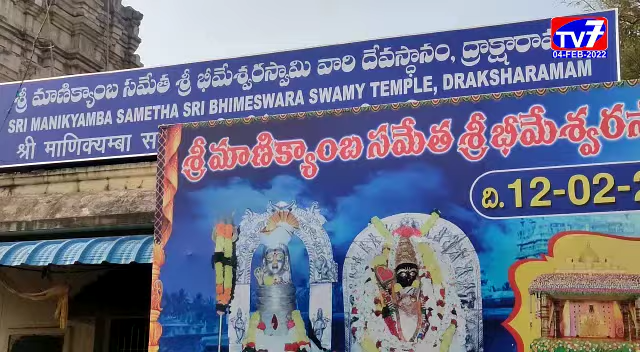 TV7
04-FEB-2022
శ్రీ మాణిక్యాంబ సమేత శ్రీ భీమేశ్వరస్వామి వారి దేవస్థానం,
SRI MANIKYAMBA SAMETHA SRI BHIMESWARA SWAMY TEMPLE, DRAKSHARAMAM
श्री माणिक्यम्बा
శ్రీ మాణిక్యాంబ సమేత శ్రీ భీమేశ్వర
ది.12-02-2